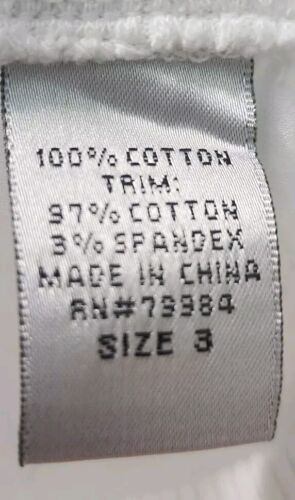 100% COTTON
TRIM:
97% COTTON
3% SPANDEX
MADE IN CHINA
RN#79984
SIZE 3